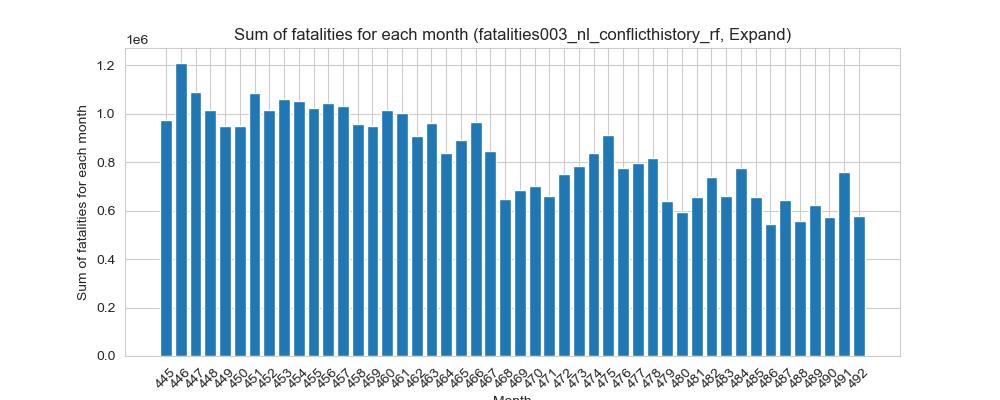 Sum of fatalities for each month (fatalities003_nl_conflicthistory_rf, Expand)
1e6
Sum of fatalities for each month
1.2
1.0
0.8
0.6
0.4
0.2
0.0
445 446 447 448 449 450 451 452 453 454 455 456 457 458 459 460 461 462 463 464 465 466 467 468 469 470 471 472 473 474 475 476 477 478 479 480 481 482 483 484 485 486 487 488 489 490 491 492
Month